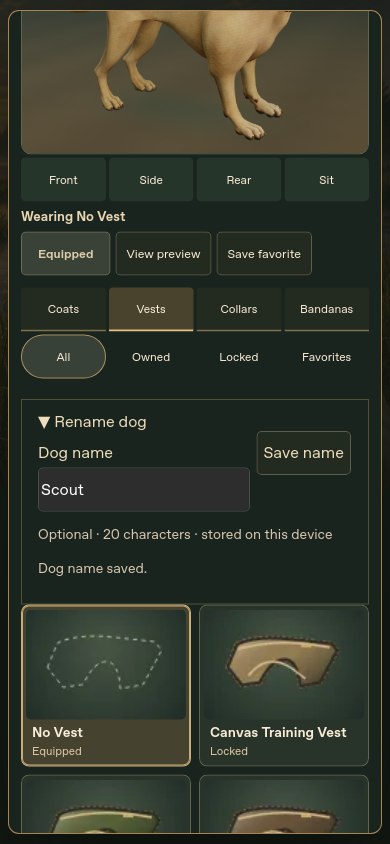 Front Side Rear Sit
Wearing No Vest
Equipped View preview Save favorite
Coats Vests Collars Bandanas
All Owned Locked Favorites
▼ Rename dog
Dog name
Save name
Scout
Optional · 20 characters · stored on this device
Dog name saved.
No Vest
Equipped
Canvas Training Vest
Locked